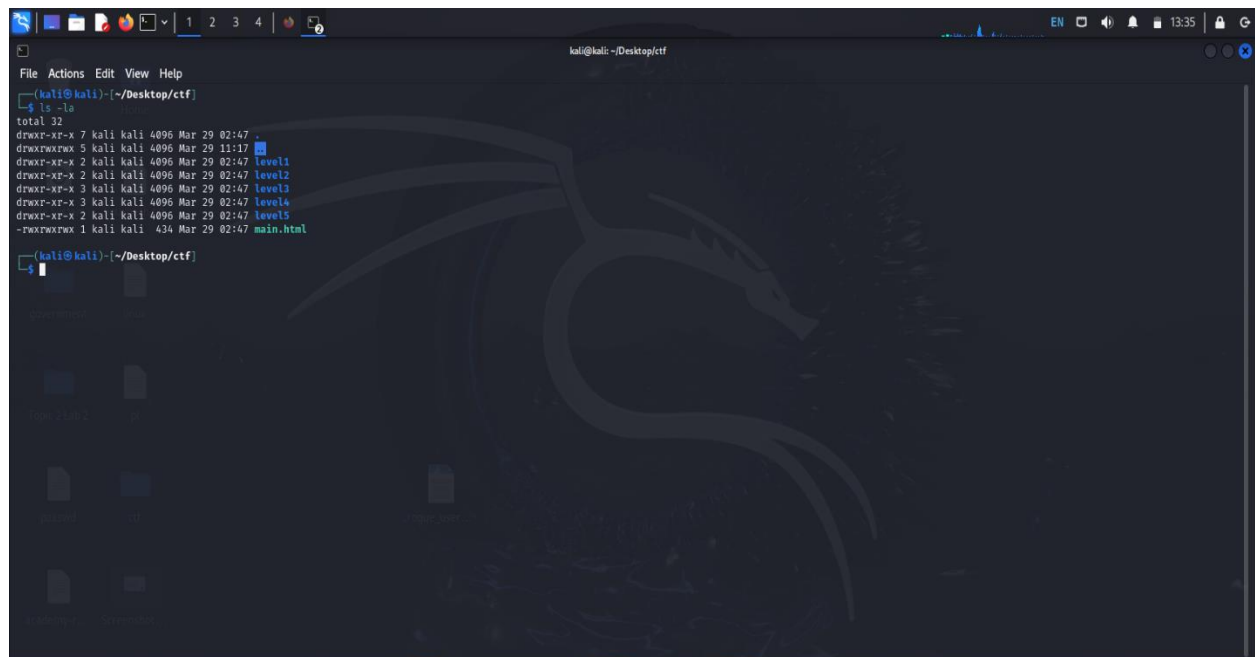 1 2 3 4
EN 13:35
kali@kali: ~/Desktop/ctf
File Actions Edit View Help
┌──(kali㉿kali)-[~/Desktop/ctf]
└─$ ls -la
total 32
drwxr-xr-x 7 kali kali 4096 Mar 29 02:47 .
drwxrwxrwx 5 kali kali 4096 Mar 29 11:17 ..
drwxr-xr-x 2 kali kali 4096 Mar 29 02:47 level1
drwxr-xr-x 2 kali kali 4096 Mar 29 02:47 level2
drwxr-xr-x 3 kali kali 4096 Mar 29 02:47 level3
drwxr-xr-x 3 kali kali 4096 Mar 29 02:47 level4
drwxr-xr-x 2 kali kali 4096 Mar 29 02:47 level5
-rwxrwxrwx 1 kali kali 434 Mar 29 02:47 main.html
┌──(kali㉿kali)-[~/Desktop/ctf]
└─$
ctf